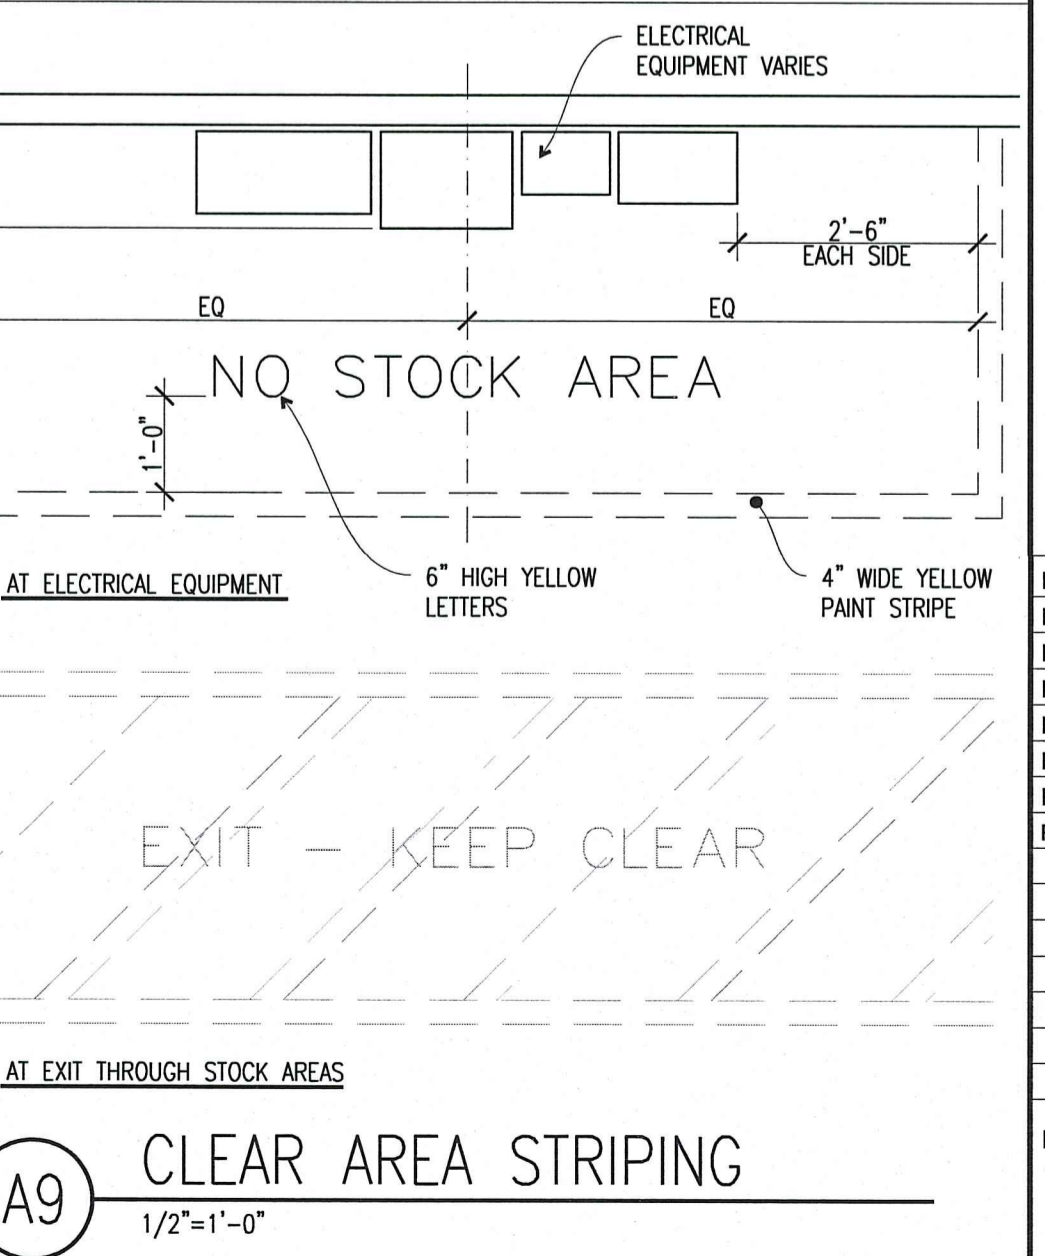 ELECTRICAL
EQUIPMENT VARIES
2'-6"
EACH SIDE
EQ
EQ
NO STOCK AREA
1'-0"
6" HIGH YELLOW
LETTERS
4" WIDE YELLOW
PAINT STRIPE
AT ELECTRICAL EQUIPMENT
EXIT - KEEP CLEAR
AT EXIT THROUGH STOCK AREAS
A9
CLEAR AREA STRIPING
1/2"=1'-0"